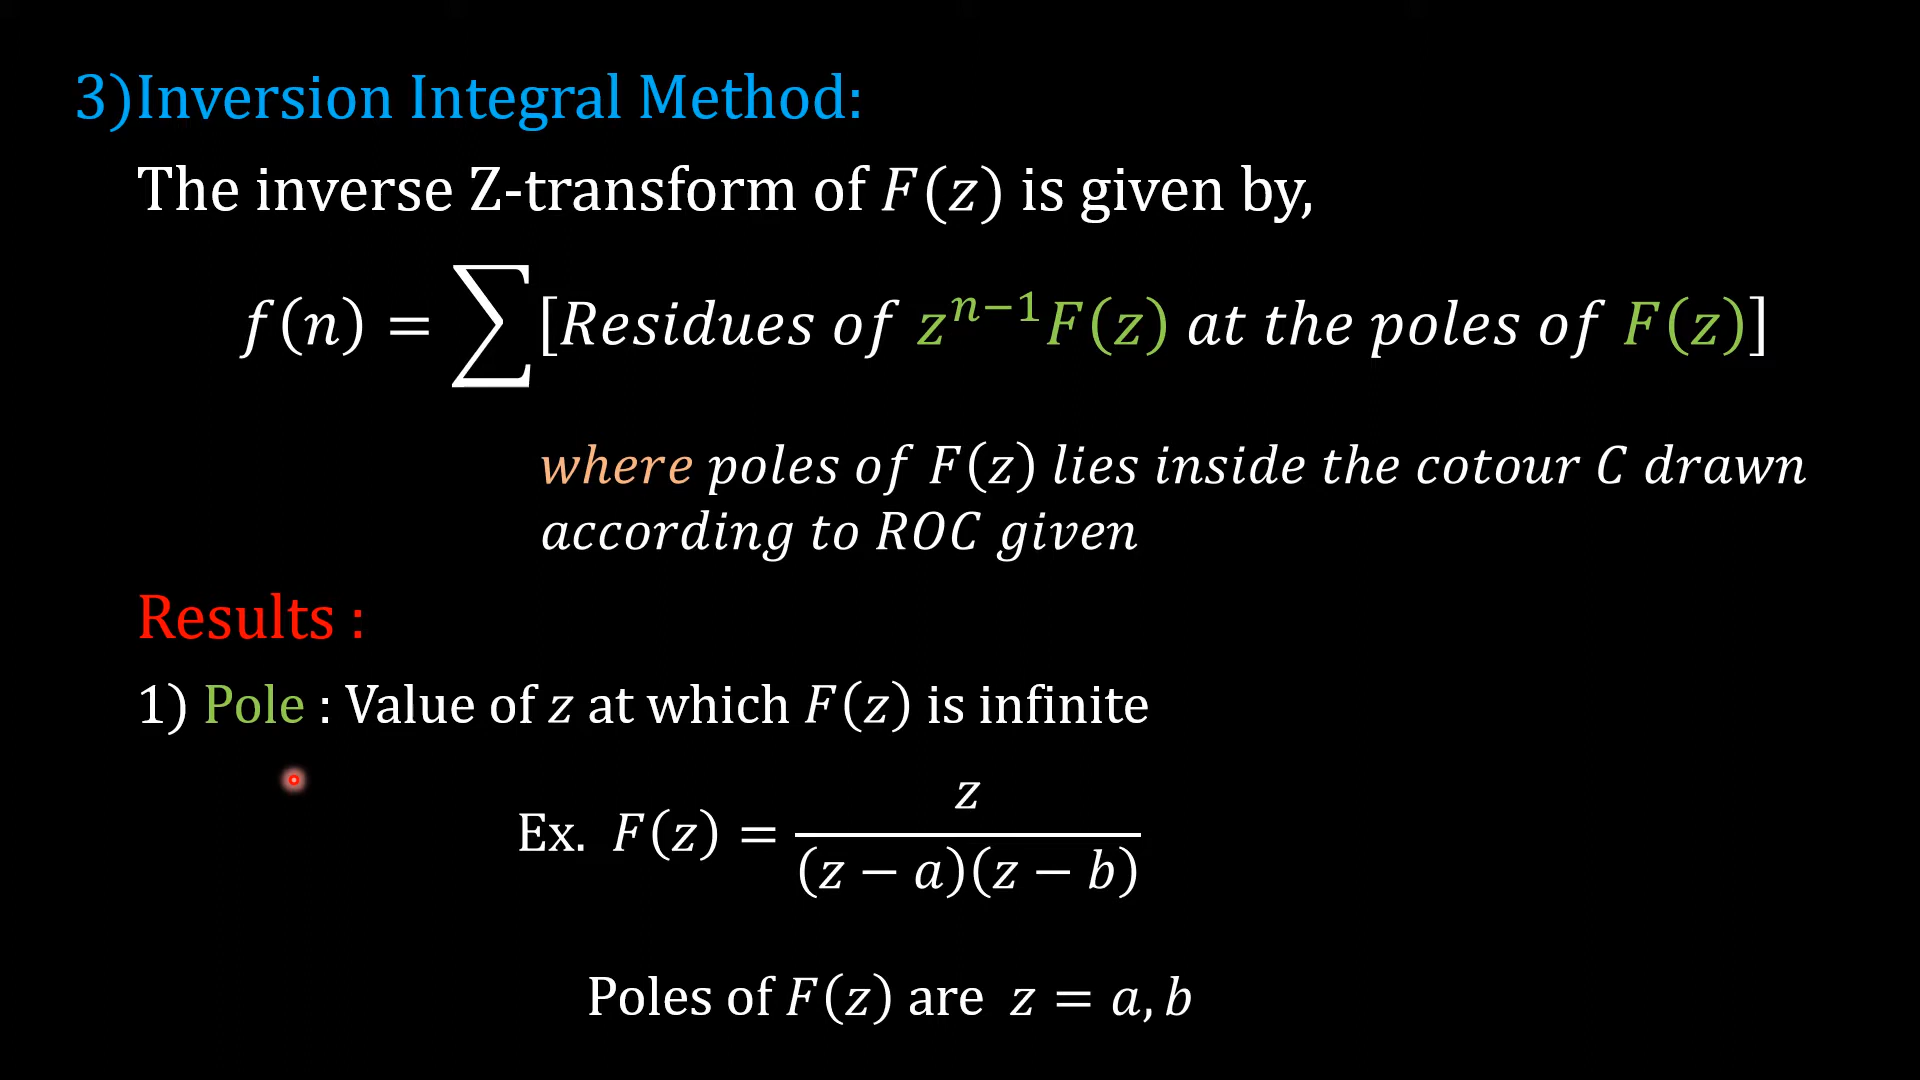 3)Inversion Integral Method:
The inverse Z-transform of F(z) is given by,
f(n) = ∑[Residues of zⁿ⁻¹F(z) at the poles of F(z)]
where poles of F(z) lies inside the cotour C drawn
according to ROC given
Results :
1) Pole : Value of z at which F(z) is infinite
Ex. F(z) = z / (z − a)(z − b)
Poles of F(z) are z = a, b